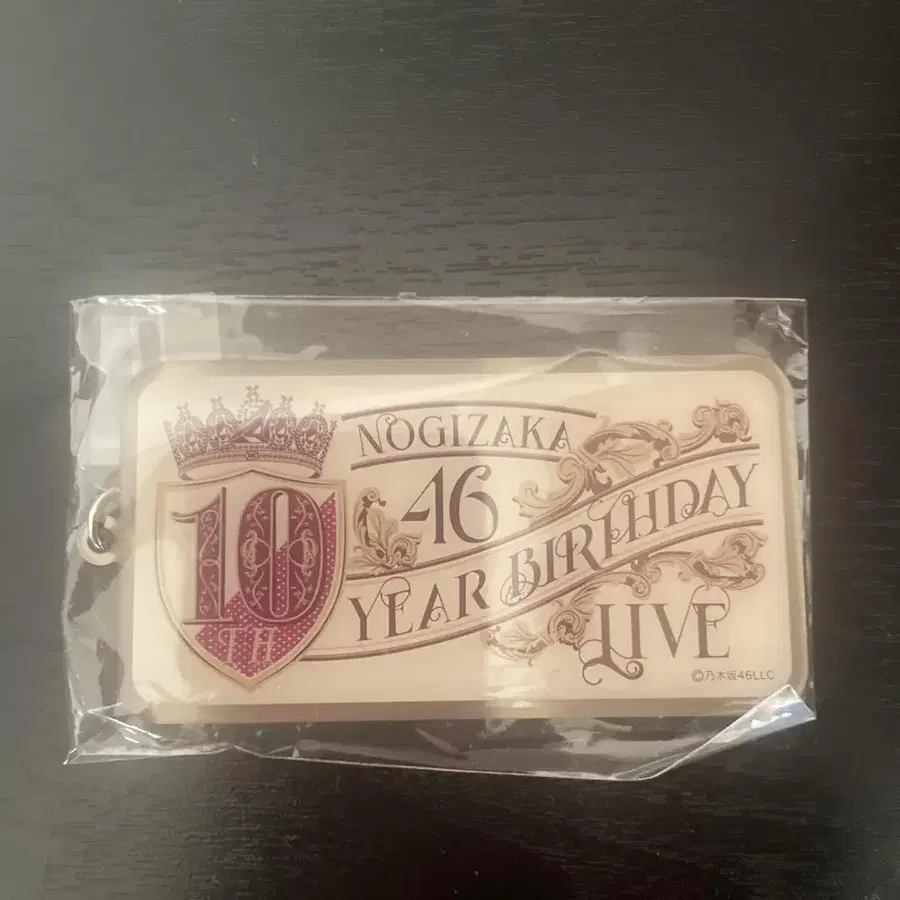 10
TH
NOGIZAKA
46
YEAR BIRTHDAY
LIVE
©乃木坂46LLC